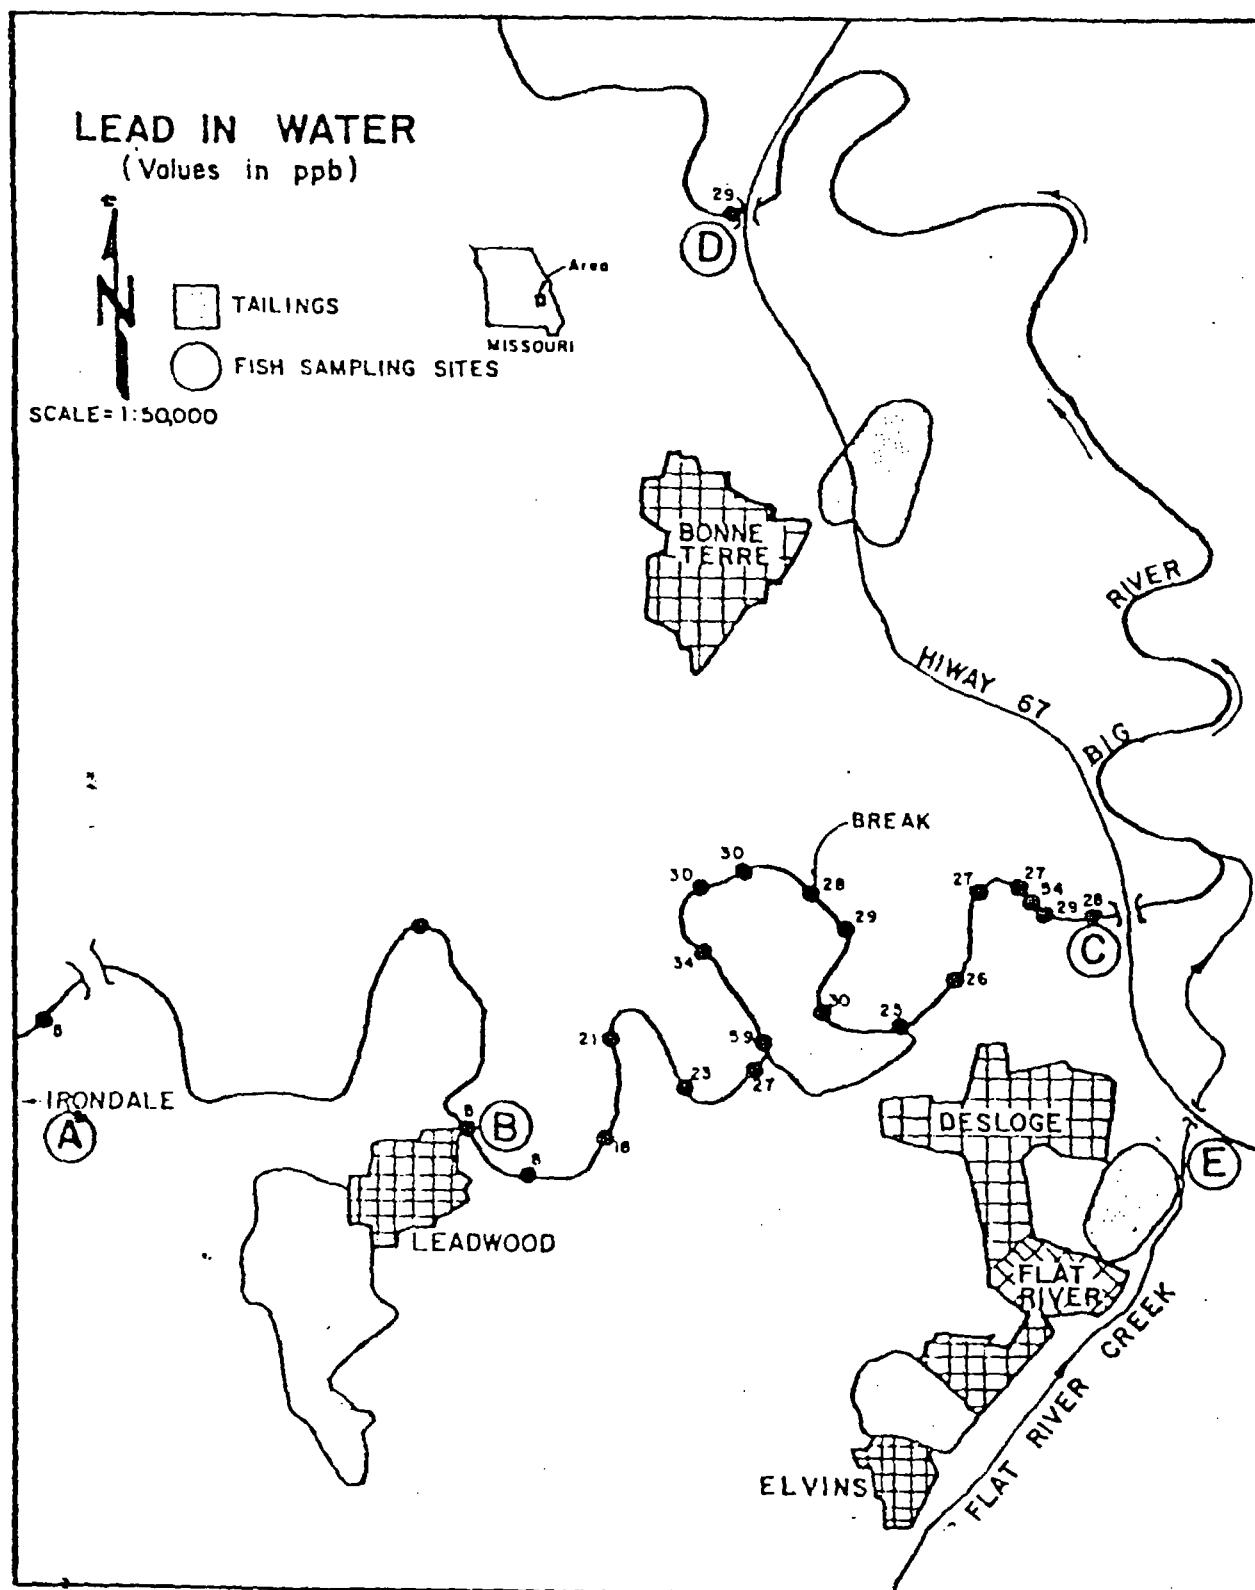 LEAD IN WATER
(Values in ppb)
N
TAILINGS
FISH SAMPLING SITES
SCALE=1:50,000
Area
MISSOURI
29
D
BONNE
TERRE
RIVER
HIWAY 67
BIG
BREAK
30
30
28
29
34
30
25
26
27
27
54
29
28
C
8
21
59
23
27
IRONDALE
A
8
B
8
18
LEADWOOD
DESLOGE
E
FLAT
RIVER
ELVINS
FLAT RIVER CREEK